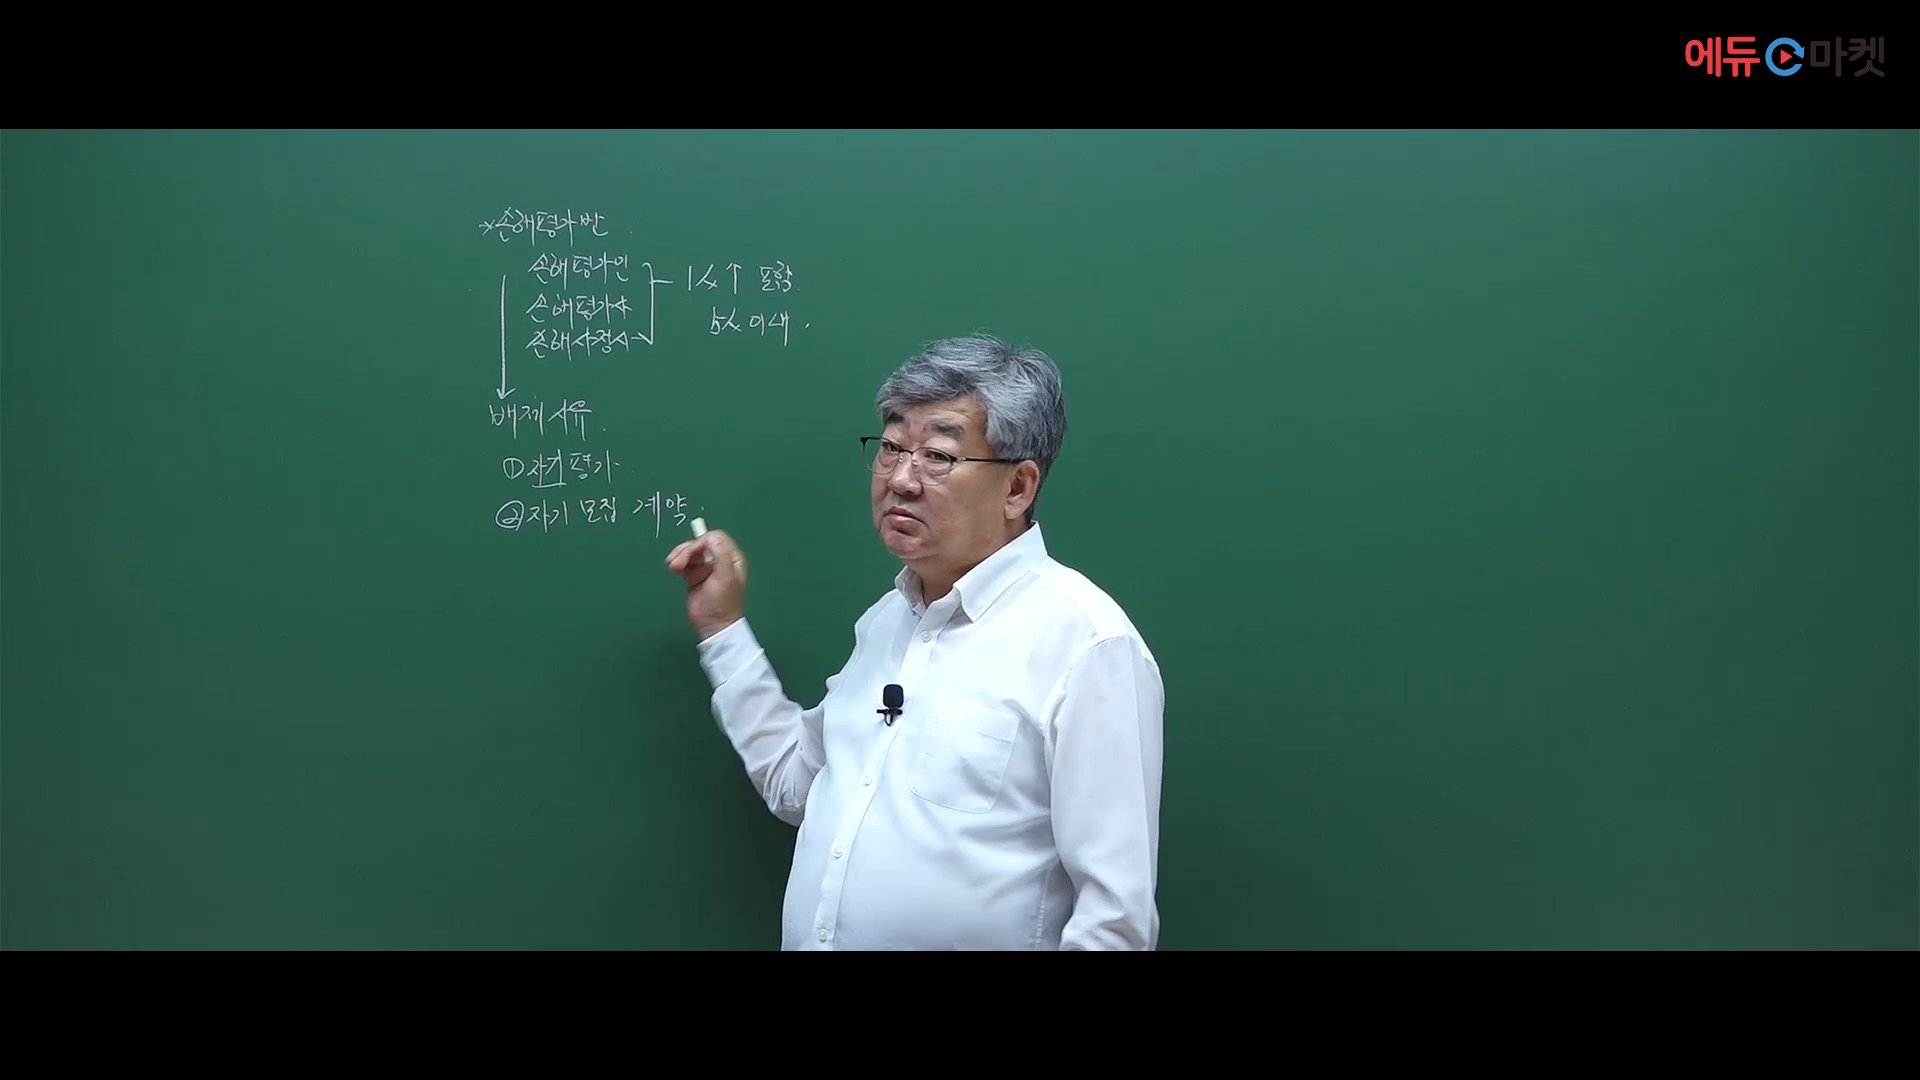 에듀 마켓
*손해평가반
손해평가인
1人↑ 포함
손해평가사
5人 이내.
손해사정사
배제사유.
①자기평가
②자기 모집 계약.